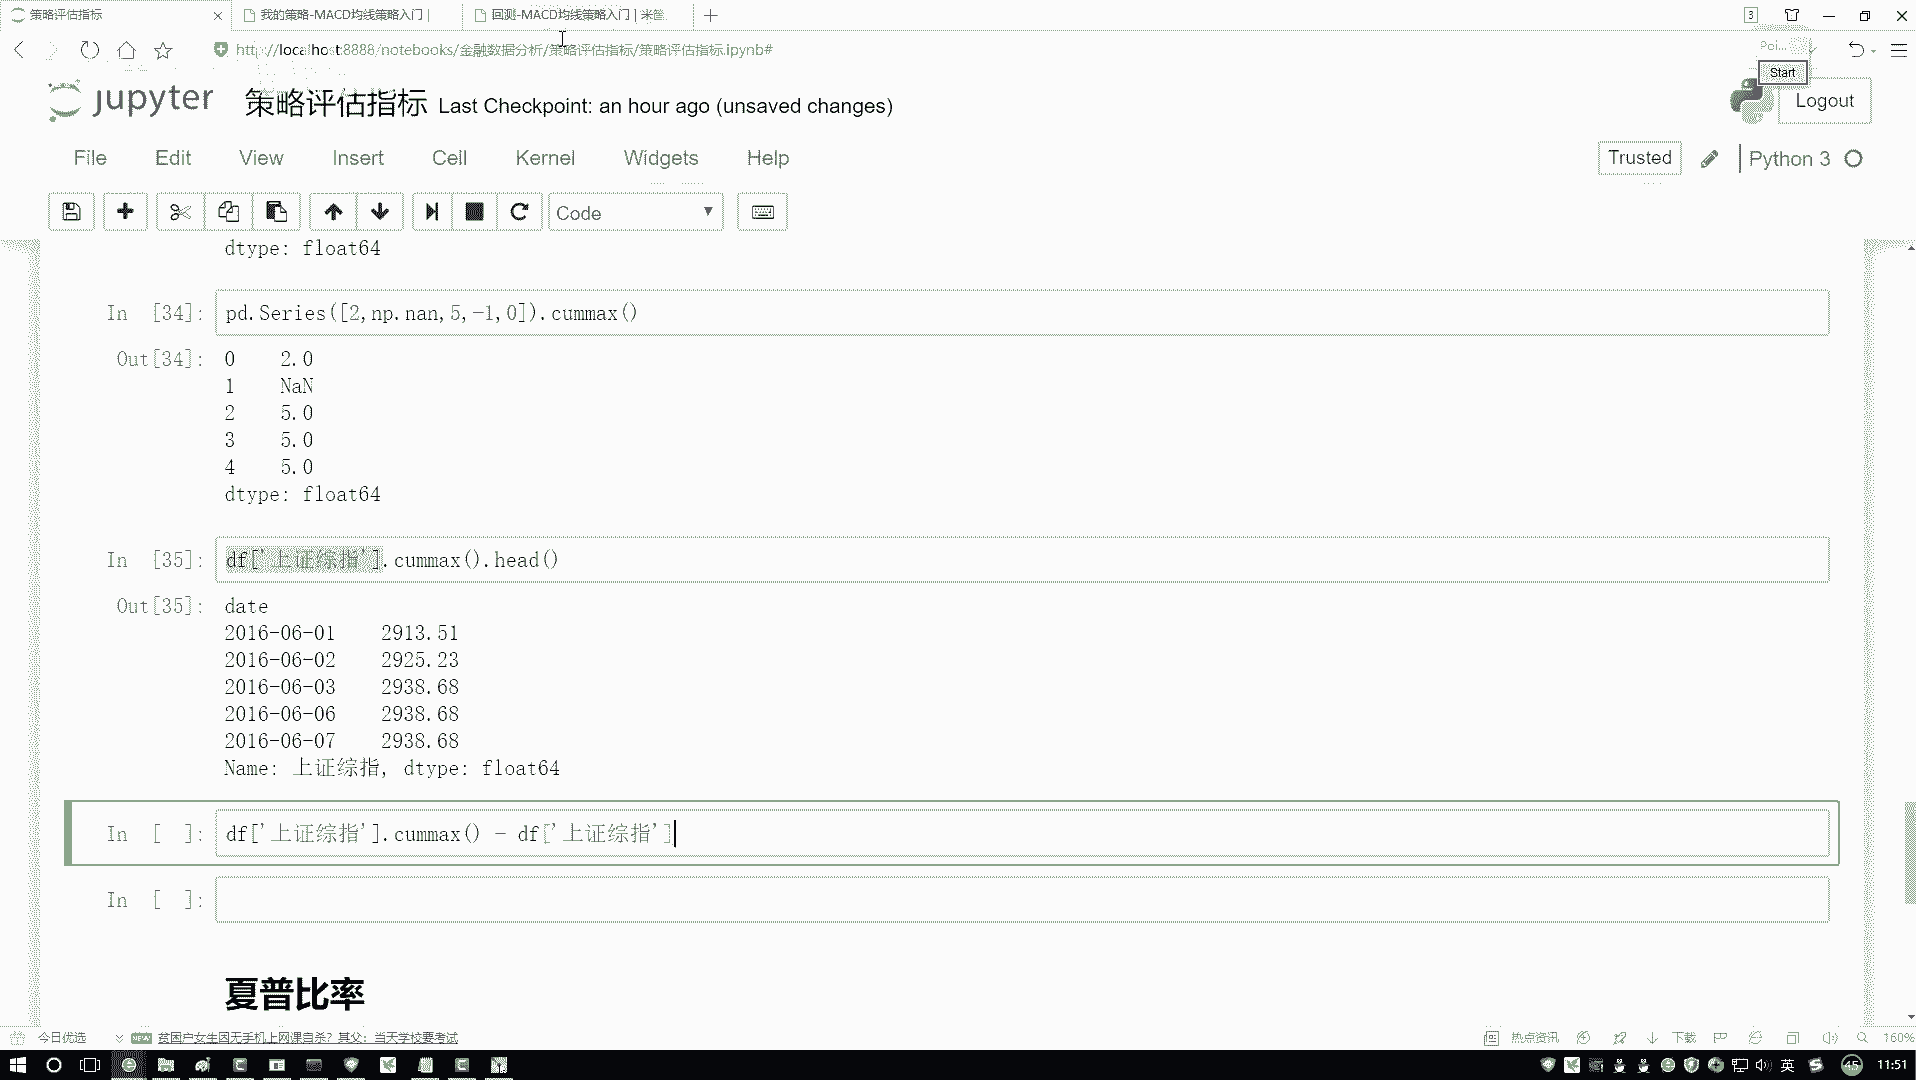 策略评估指标
我的策略-MACD均线策略入门 |
回测-MACD均线策略入门 | 米筐
3
http://localhost:8888/notebooks/金融数据分析/策略评估指标/策略评估指标.ipynb#
Poi...
Start
jupyter 策略评估指标 Last Checkpoint: an hour ago (unsaved changes)
Logout
File Edit View Insert Cell Kernel Widgets Help
Trusted
Python 3
Code
dtype: float64
In [34]: pd.Series([2,np.nan,5,-1,0]).cummax()
Out[34]: 0 2.0
1 NaN
2 5.0
3 5.0
4 5.0
dtype: float64
In [35]: df['上证综指'].cummax().head()
Out[35]: date
2016-06-01 2913.51
2016-06-02 2925.23
2016-06-03 2938.68
2016-06-06 2938.68
2016-06-07 2938.68
Name: 上证综指, dtype: float64
In [ ]: df['上证综指'].cummax() - df['上证综指']
In [ ]:
夏普比率
今日优选
NEW 贫困户女生因无手机上网课自杀？其父：当天学校要考试
热点资讯
下载
160%
英
45
11:51